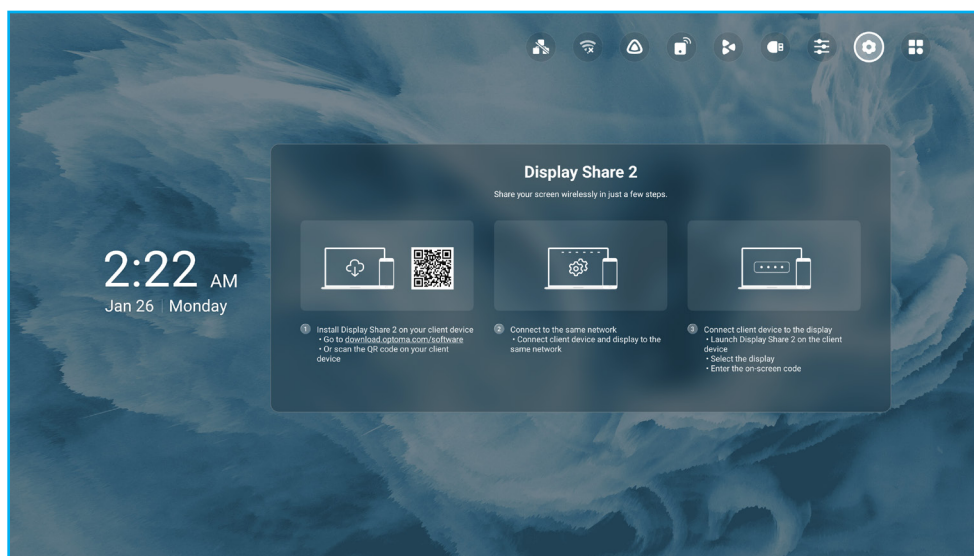 Display Share 2
Share your screen wirelessly in just a few steps.
2:22 AM
Jan 26 | Monday
1 Install Display Share 2 on your client device
• Go to download.optoma.com/software
• Or scan the QR code on your client
device
2 Connect to the same network
• Connect client device and display to the
same network
3 Connect client device to the display
• Launch Display Share 2 on the client
device
• Select the display
• Enter the on-screen code